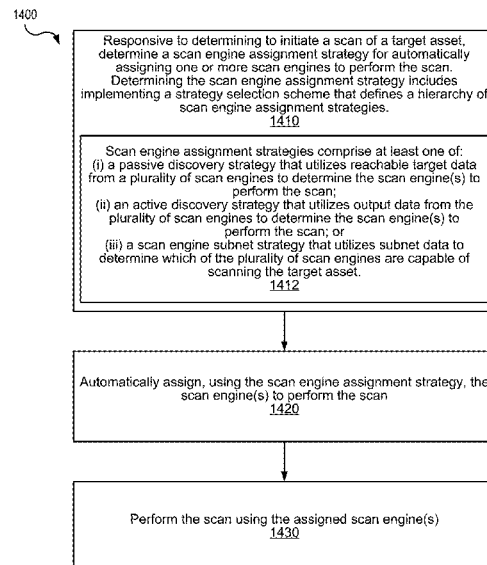 1400
Responsive to determining to initiate a scan of a target asset,
determine a scan engine assignment strategy for automatically
assigning one or more scan engines to perform the scan.
Determining the scan engine assignment strategy includes
implementing a strategy selection scheme that defines a hierarchy of
scan engine assignment strategies.
1410
Scan engine assignment strategies comprise at least one of:
(i) a passive discovery strategy that utilizes reachable target data
from a plurality of scan engines to determine the scan engine(s) to
perform the scan;
(ii) an active discovery strategy that utilizes output data from the
plurality of scan engines to determine the scan engine(s) to
perform the scan; or
(iii) a scan engine subnet strategy that utilizes subnet data to
determine which of the plurality of scan engines are capable of
scanning the target asset.
1412
Automatically assign, using the scan engine assignment strategy, the
scan engine(s) to perform the scan
1420
Perform the scan using the assigned scan engine(s)
1430